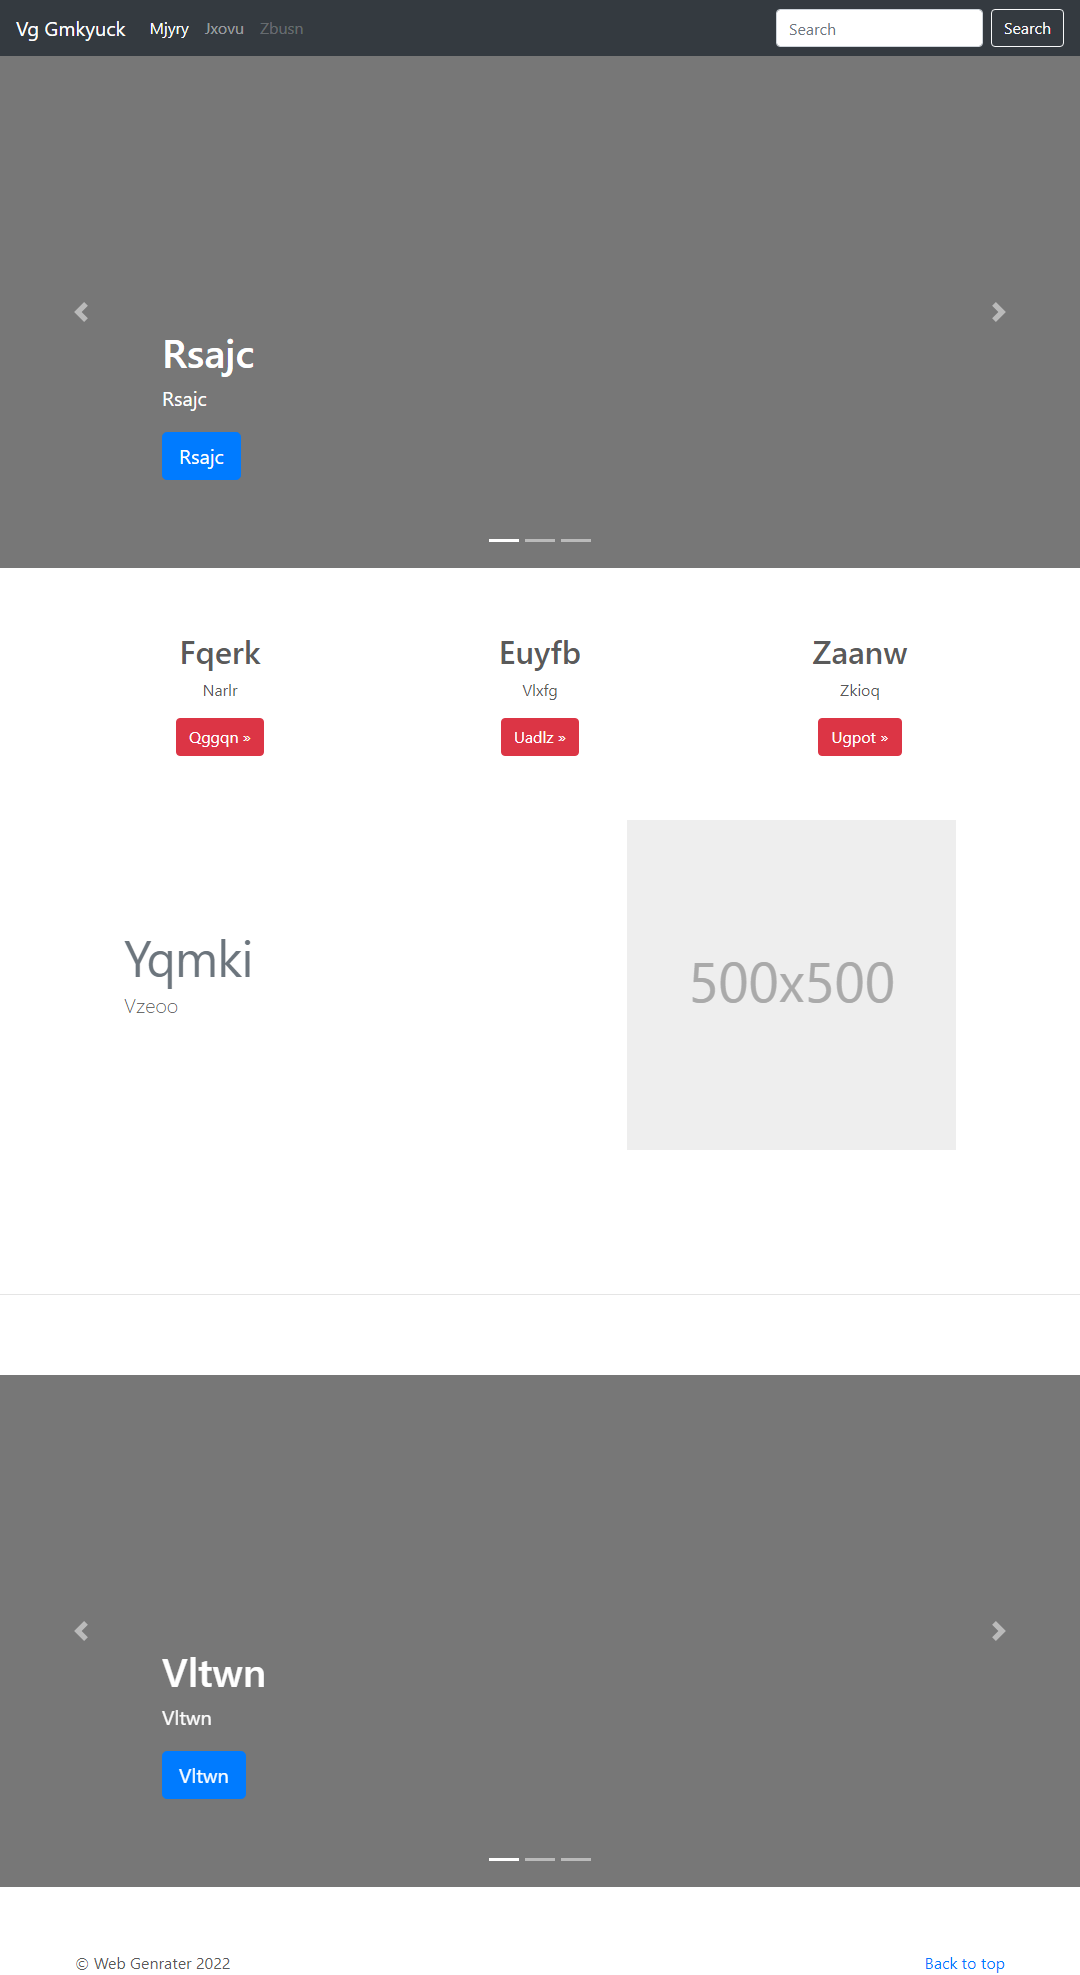 Vg Gmkyuck Mjyry Jxovu Zbusn Search Search
Rsajc
Rsajc
Rsajc
Fqerk
Narlr
Qggqn »
Euyfb
Vlxfg
Uadlz »
Zaanw
Zkioq
Ugpot »
Yqmki
Vzeoo
500x500
Vltwn
Vltwn
Vltwn
© Web Genrater 2022 Back to top